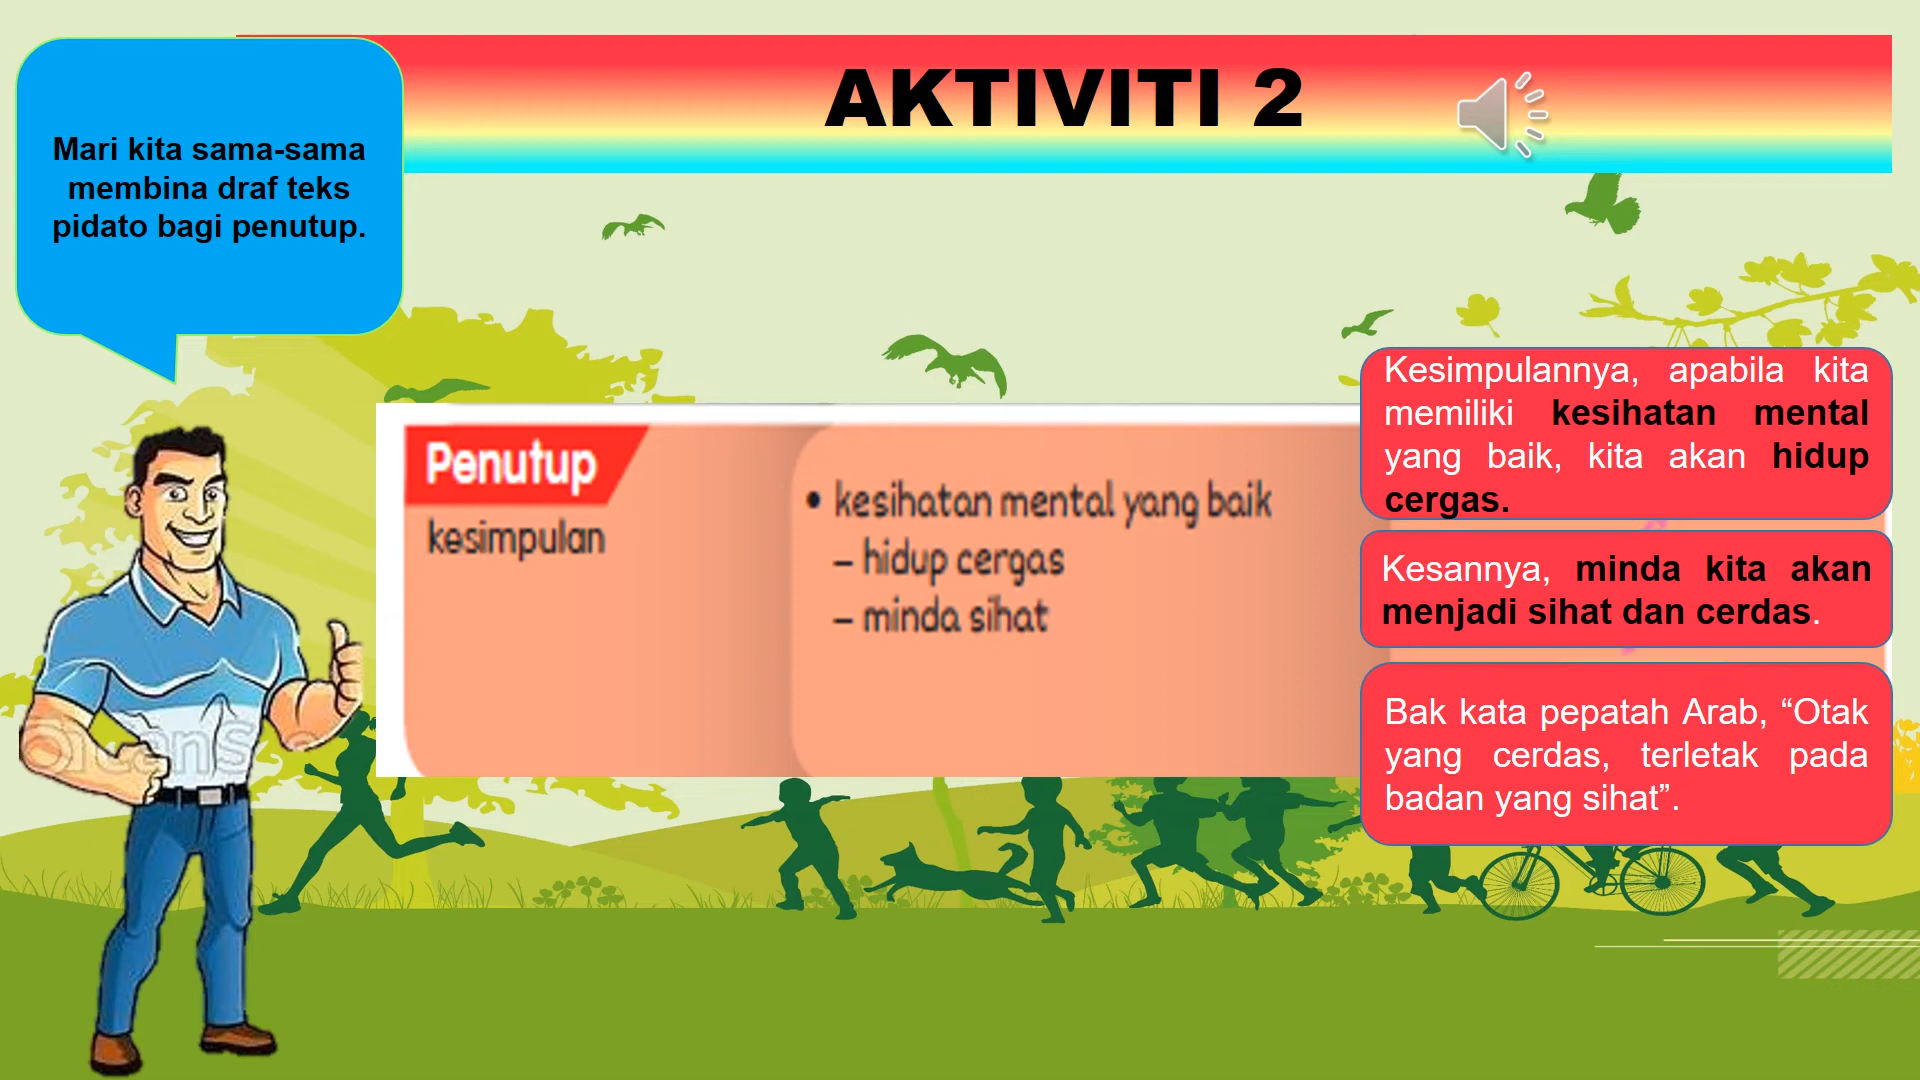 AKTIVITI 2
Mari kita sama-sama
membina draf teks
pidato bagi penutup.
Penutup
kesimpulan
• kesihatan mental yang baik
– hidup cergas
– minda sihat
Kesimpulannya, apabila kita
memiliki kesihatan mental
yang baik, kita akan hidup
cergas.
Kesannya, minda kita akan
menjadi sihat dan cerdas.
Bak kata pepatah Arab, “Otak
yang cerdas, terletak pada
badan yang sihat”.